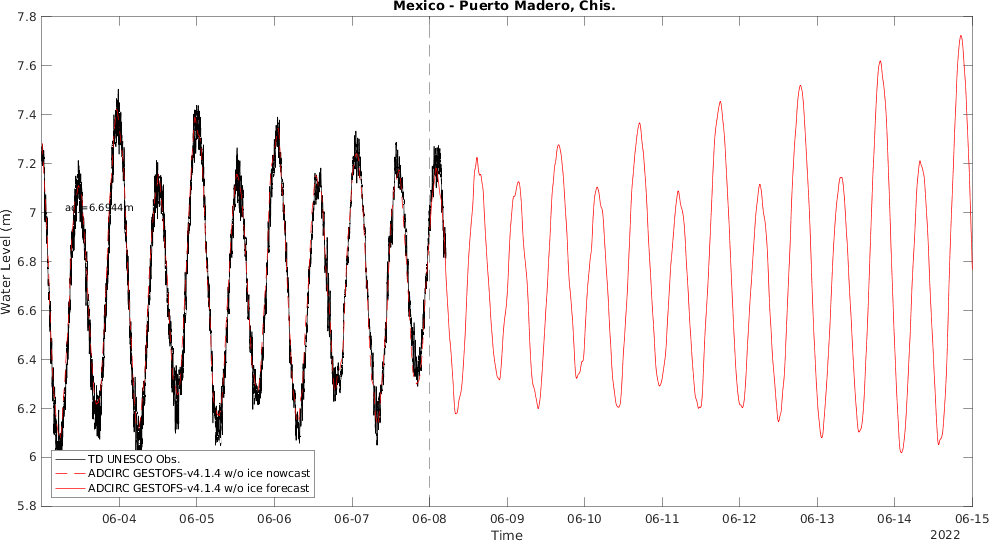 Mexico - Puerto Madero, Chis.
7.8
7.6
7.4
7.2
7
6.8
6.6
6.4
6.2
6
5.8
Water Level (m)
=6.6944m
TD UNESCO Obs.
ADCIRC GESTOFS-v4.1.4 w/o ice nowcast
ADCIRC GESTOFS-v4.1.4 w/o ice forecast
06-04 06-05 06-06 06-07 06-08 06-09 06-10 06-11 06-12 06-13 06-14 06-15
Time
2022